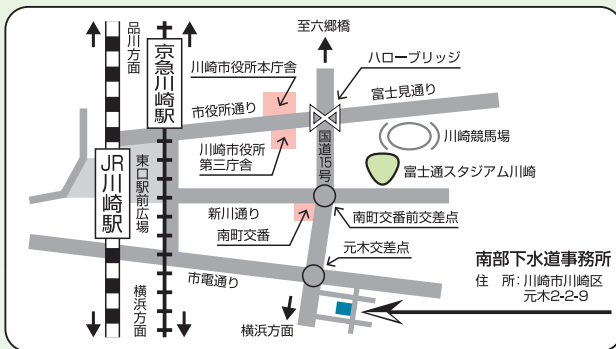 至六郷橋
品川方面
京急川崎駅
川崎市役所本庁舎
ハローブリッジ
市役所通り
富士見通り
川崎競馬場
川崎市役所
第三庁舎
国道15号
富士通スタジアム川崎
JR川崎駅
東口駅前広場
新川通り
南町交番
南町交番前交差点
元木交差点
市電通り
南部下水道事務所
住　所：川崎市川崎区
元木2-2-9
横浜方面
横浜方面